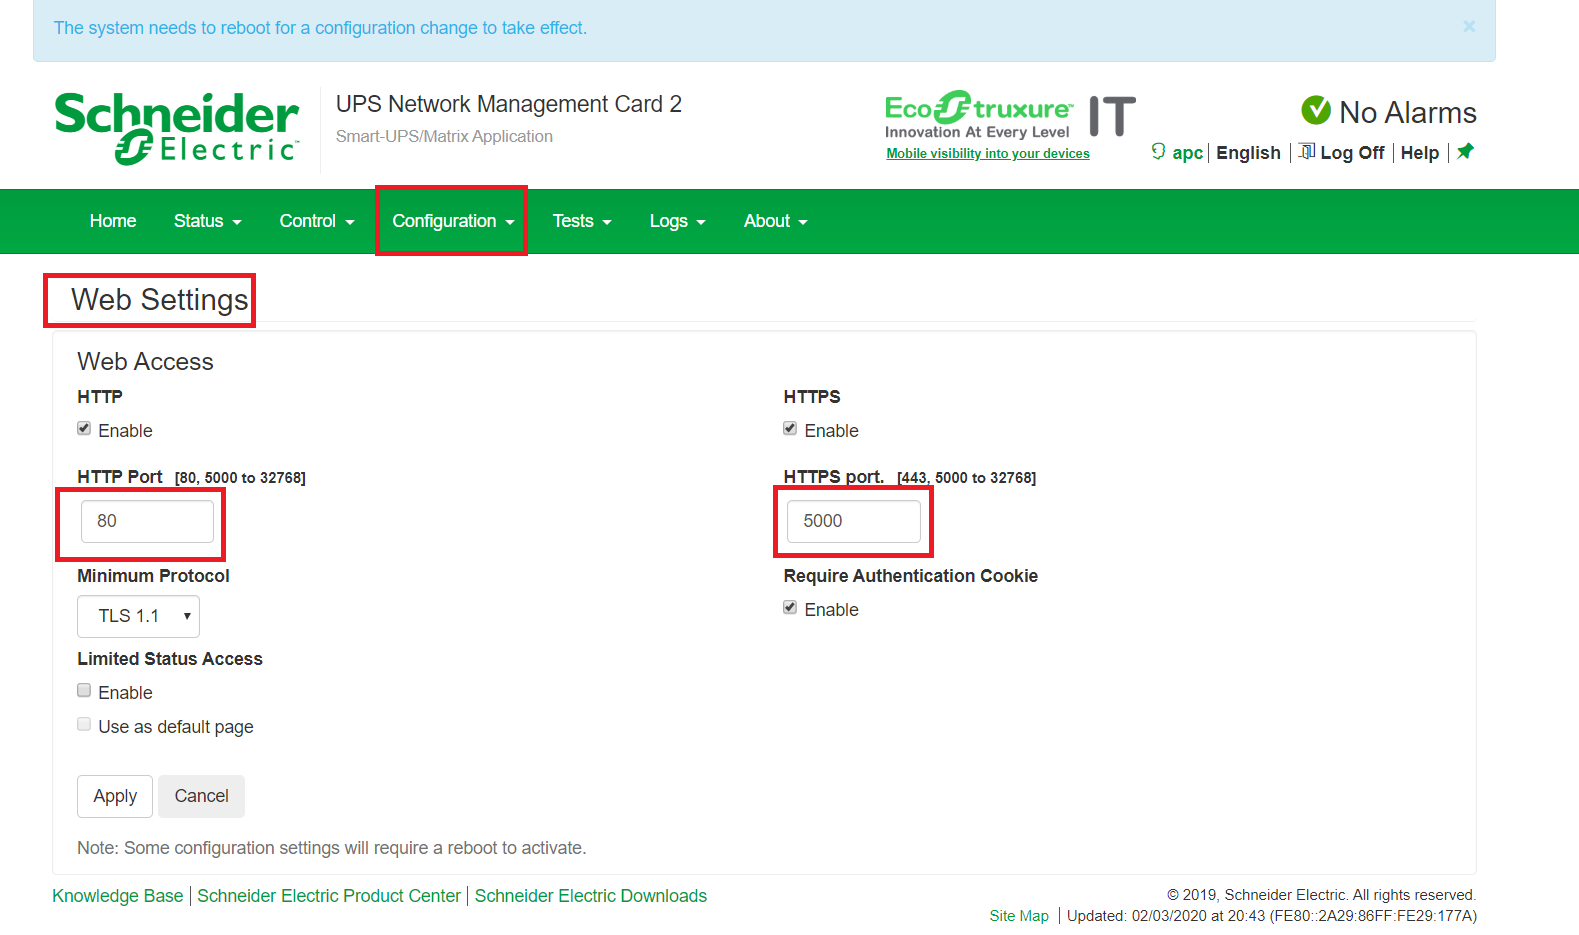 The system needs to reboot for a configuration change to take effect. ×
Schneider Electric™
UPS Network Management Card 2
Smart-UPS/Matrix Application
EcoStruxure™ IT
Innovation At Every Level
Mobile visibility into your devices
No Alarms
apc | English | Log Off | Help |
Home Status Control Configuration Tests Logs About
Web Settings
Web Access
HTTP HTTPS
Enable Enable
HTTP Port [80, 5000 to 32768] HTTPS port. [443, 5000 to 32768]
80 5000
Minimum Protocol Require Authentication Cookie
TLS 1.1 Enable
Limited Status Access
Enable
Use as default page
Apply Cancel
Note: Some configuration settings will require a reboot to activate.
Knowledge Base | Schneider Electric Product Center | Schneider Electric Downloads
© 2019, Schneider Electric. All rights reserved.
Site Map | Updated: 02/03/2020 at 20:43 (FE80::2A29:86FF:FE29:177A)